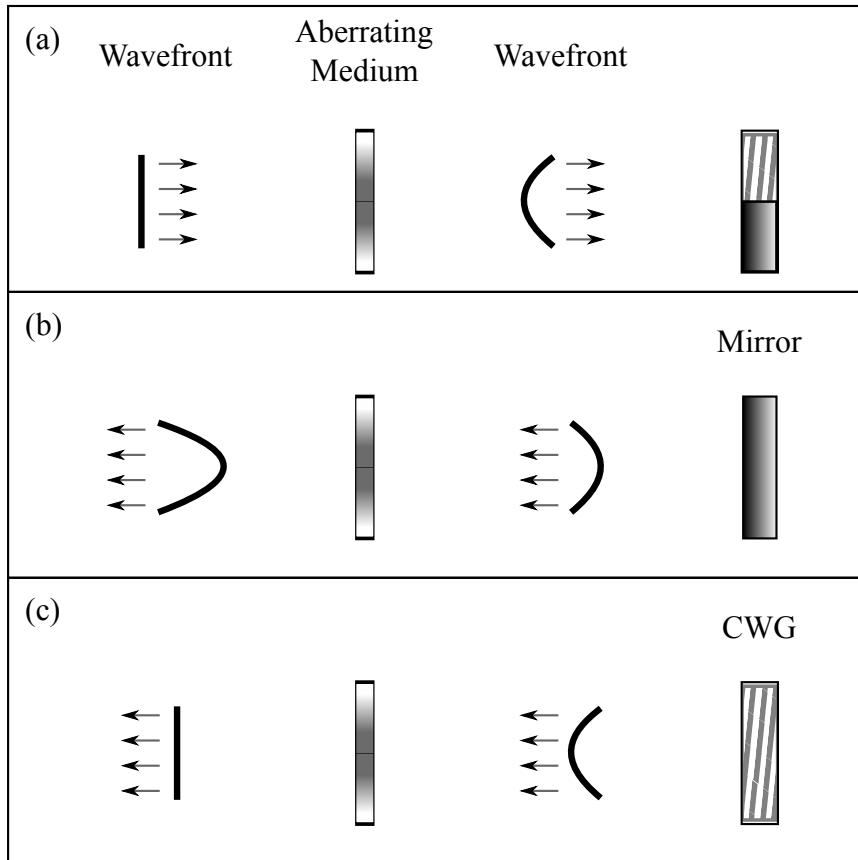 (a)
Wavefront
Aberrating
Medium
Wavefront
(b)
Mirror
(c)
CWG